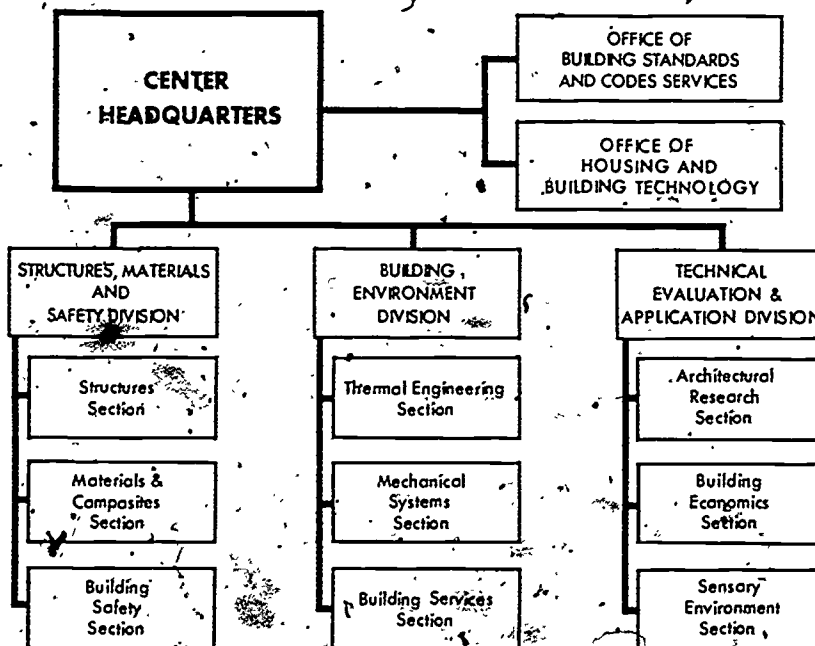 CENTER
HEADQUARTERS
OFFICE OF
BUILDING STANDARDS
AND CODES SERVICES
OFFICE OF
HOUSING AND
BUILDING TECHNOLOGY
STRUCTURES, MATERIALS
AND
SAFETY DIVISION
BUILDING
ENVIRONMENT
DIVISION
TECHNICAL
EVALUATION &
APPLICATION DIVISION
Structures
Section
Thermal Engineering
Section
Architectural
Research
Section
Materials &
Composites
Section
Mechanical
Systems
Section
Building
Economics
Section
Building
Safety
Section
Building Services
Section
Sensory
Environment
Section